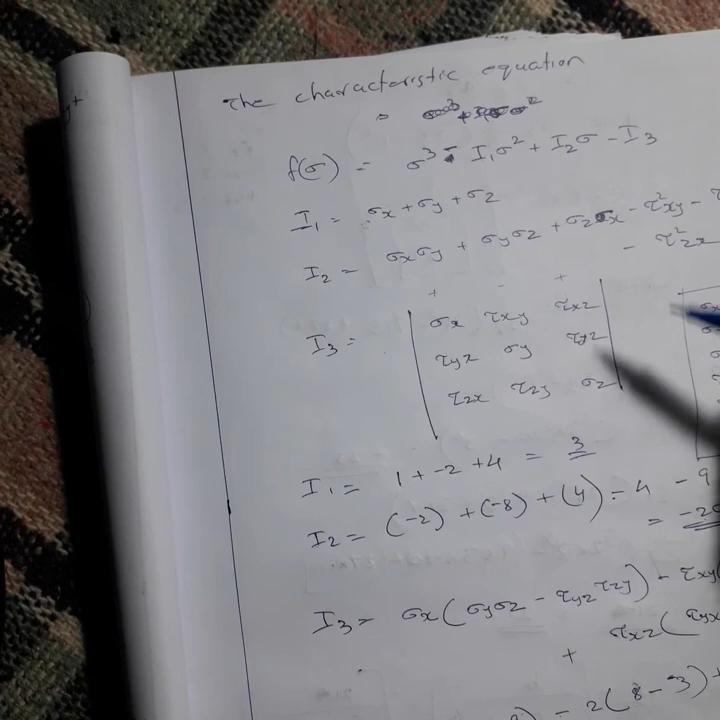 The characteristic equation
f(σ) = σ³ - I₁σ² + I₂σ - I₃
I₁ = σx + σy + σz
I₂ = σxσy + σyσz + σzσx - τ²xy -
- τ²zx
+ - +
I₃ = | σx τxy τxz |
| τyx σy τyz |
| τzx τzy σz |
I₁ = 1 + -2 + 4 = 3
I₂ = (-2) + (-8) + (4) - 4 - 9
= -2
I₃ = σx(σyσz - τyzτzy) - τxy(
+ τxz(τyx
- 2(8-3) +